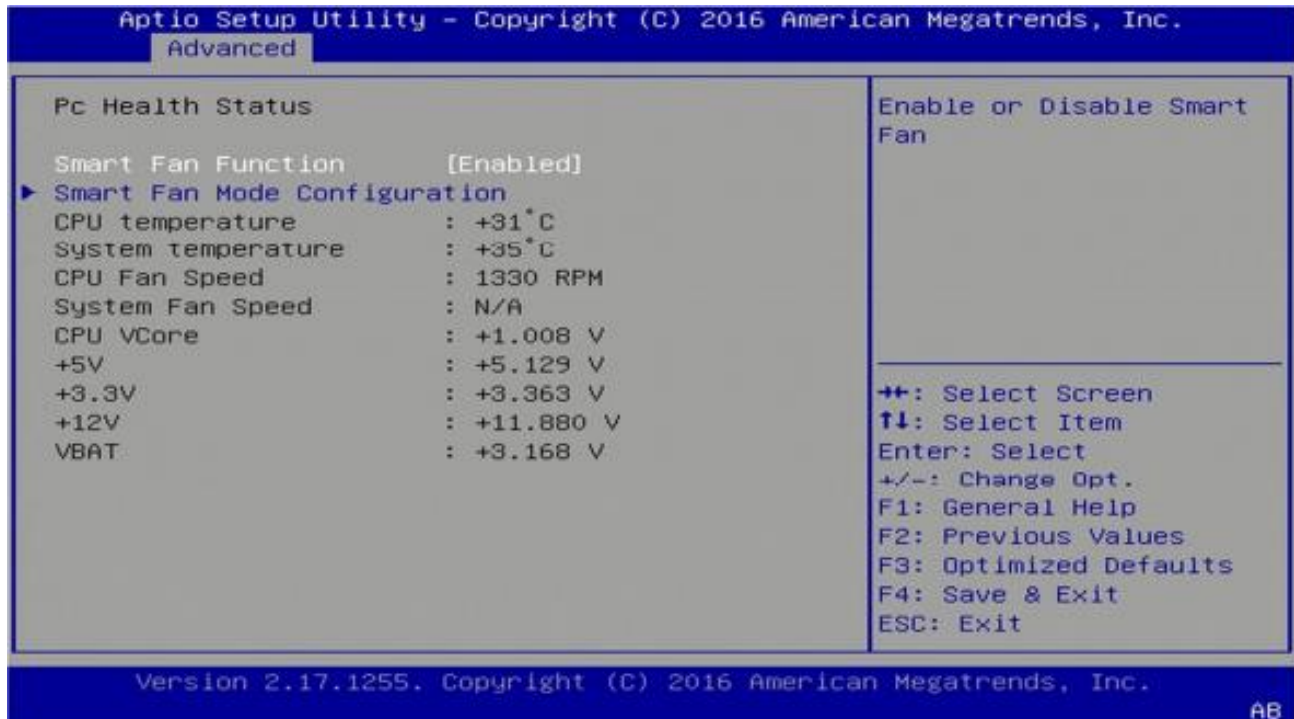 Aptio Setup Utility – Copyright (C) 2016 American Megatrends, Inc.
Advanced
Pc Health Status
Smart Fan Function [Enabled]
▶ Smart Fan Mode Configuration
CPU temperature : +31°C
System temperature : +35°C
CPU Fan Speed : 1330 RPM
System Fan Speed : N/A
CPU VCore : +1.008 V
+5V : +5.129 V
+3.3V : +3.363 V
+12V : +11.880 V
VBAT : +3.168 V
Enable or Disable Smart
Fan
→←: Select Screen
↑↓: Select Item
Enter: Select
+/-: Change Opt.
F1: General Help
F2: Previous Values
F3: Optimized Defaults
F4: Save & Exit
ESC: Exit
Version 2.17.1255. Copyright (C) 2016 American Megatrends, Inc.
AB